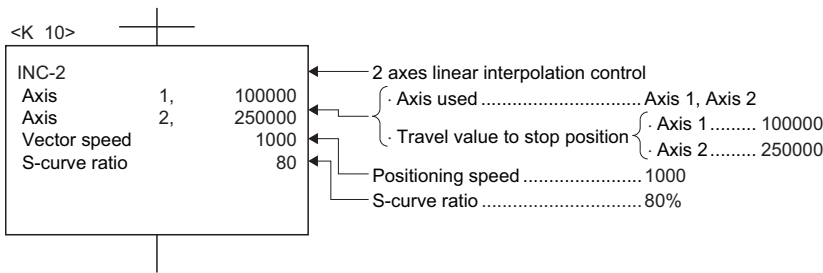 <K 10>
INC-2
Axis 1, 100000
Axis 2, 250000
Vector speed 1000
S-curve ratio 80
2 axes linear interpolation control
· Axis used ................................ Axis 1, Axis 2
· Travel value to stop position
· Axis 1 ......... 100000
· Axis 2 ......... 250000
Positioning speed ....................... 1000
S-curve ratio ................................ 80%